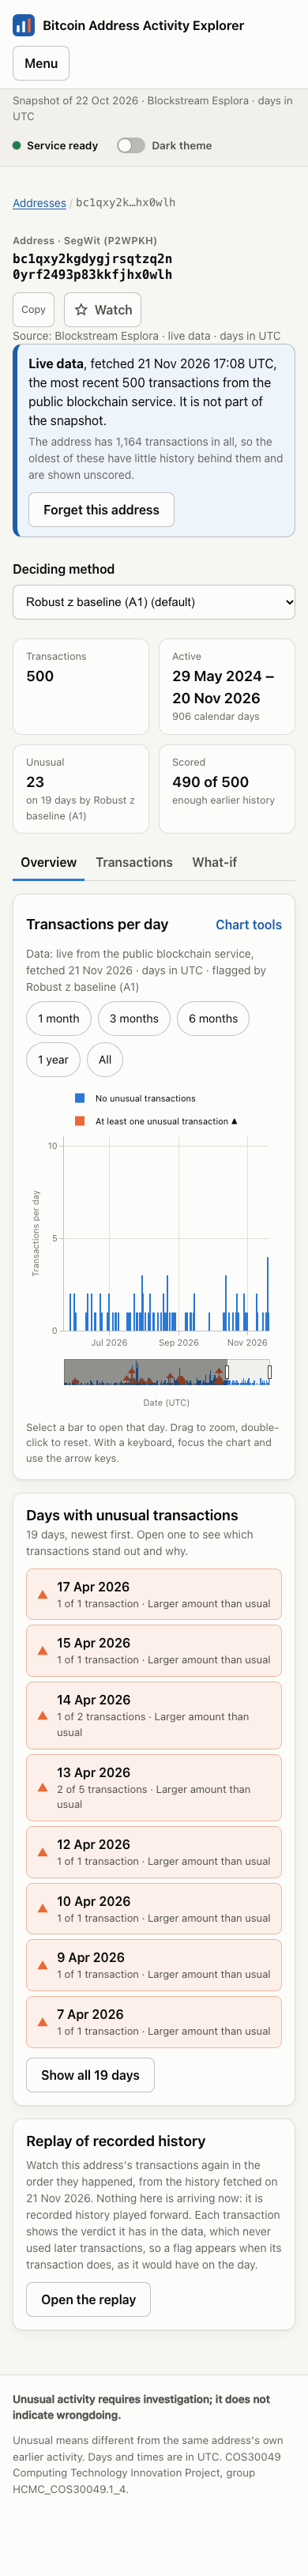 Bitcoin Address Activity Explorer
Menu
Snapshot of 22 Oct 2026 · Blockstream Esplora · days in
UTC
Service ready
Dark theme
Addresses / bc1qxy2k…hx0wlh
Address · SegWit (P2WPKH)
bc1qxy2kgdygjrsqtzq2n
0yrf2493p83kkfjhx0wlh
Copy
Watch
Source: Blockstream Esplora · live data · days in UTC
Live data, fetched 21 Nov 2026 17:08 UTC,
the most recent 500 transactions from the
public blockchain service. It is not part of
the snapshot.
The address has 1,164 transactions in all, so the
oldest of these have little history behind them and
are shown unscored.
Forget this address
Deciding method
Robust z baseline (A1) (default)
Transactions
500
Active
29 May 2024 –
20 Nov 2026
906 calendar days
Unusual
23
on 19 days by Robust z
baseline (A1)
Scored
490 of 500
enough earlier history
Overview
Transactions
What-if
Transactions per day
Chart tools
Data: live from the public blockchain service,
fetched 21 Nov 2026 · days in UTC · flagged by
Robust z baseline (A1)
1 month
3 months
6 months
1 year
All
No unusual transactions
At least one unusual transaction ▲
10
5
0
Transactions per day
Jul 2026
Sep 2026
Nov 2026
Date (UTC)
Select a bar to open that day. Drag to zoom, double-
click to reset. With a keyboard, focus the chart and
use the arrow keys.
Days with unusual transactions
19 days, newest first. Open one to see which
transactions stand out and why.
17 Apr 2026
1 of 1 transaction · Larger amount than usual
15 Apr 2026
1 of 1 transaction · Larger amount than usual
14 Apr 2026
1 of 2 transactions · Larger amount than
usual
13 Apr 2026
2 of 5 transactions · Larger amount than
usual
12 Apr 2026
1 of 1 transaction · Larger amount than usual
10 Apr 2026
1 of 1 transaction · Larger amount than usual
9 Apr 2026
1 of 1 transaction · Larger amount than usual
7 Apr 2026
1 of 1 transaction · Larger amount than usual
Show all 19 days
Replay of recorded history
Watch this address's transactions again in the
order they happened, from the history fetched on
21 Nov 2026. Nothing here is arriving now: it is
recorded history played forward. Each transaction
shows the verdict it has in the data, which never
used later transactions, so a flag appears when its
transaction does, as it would have on the day.
Open the replay
Unusual activity requires investigation; it does not
indicate wrongdoing.
Unusual means different from the same address's own
earlier activity. Days and times are in UTC. COS30049
Computing Technology Innovation Project, group
HCMC_COS30049.1_4.